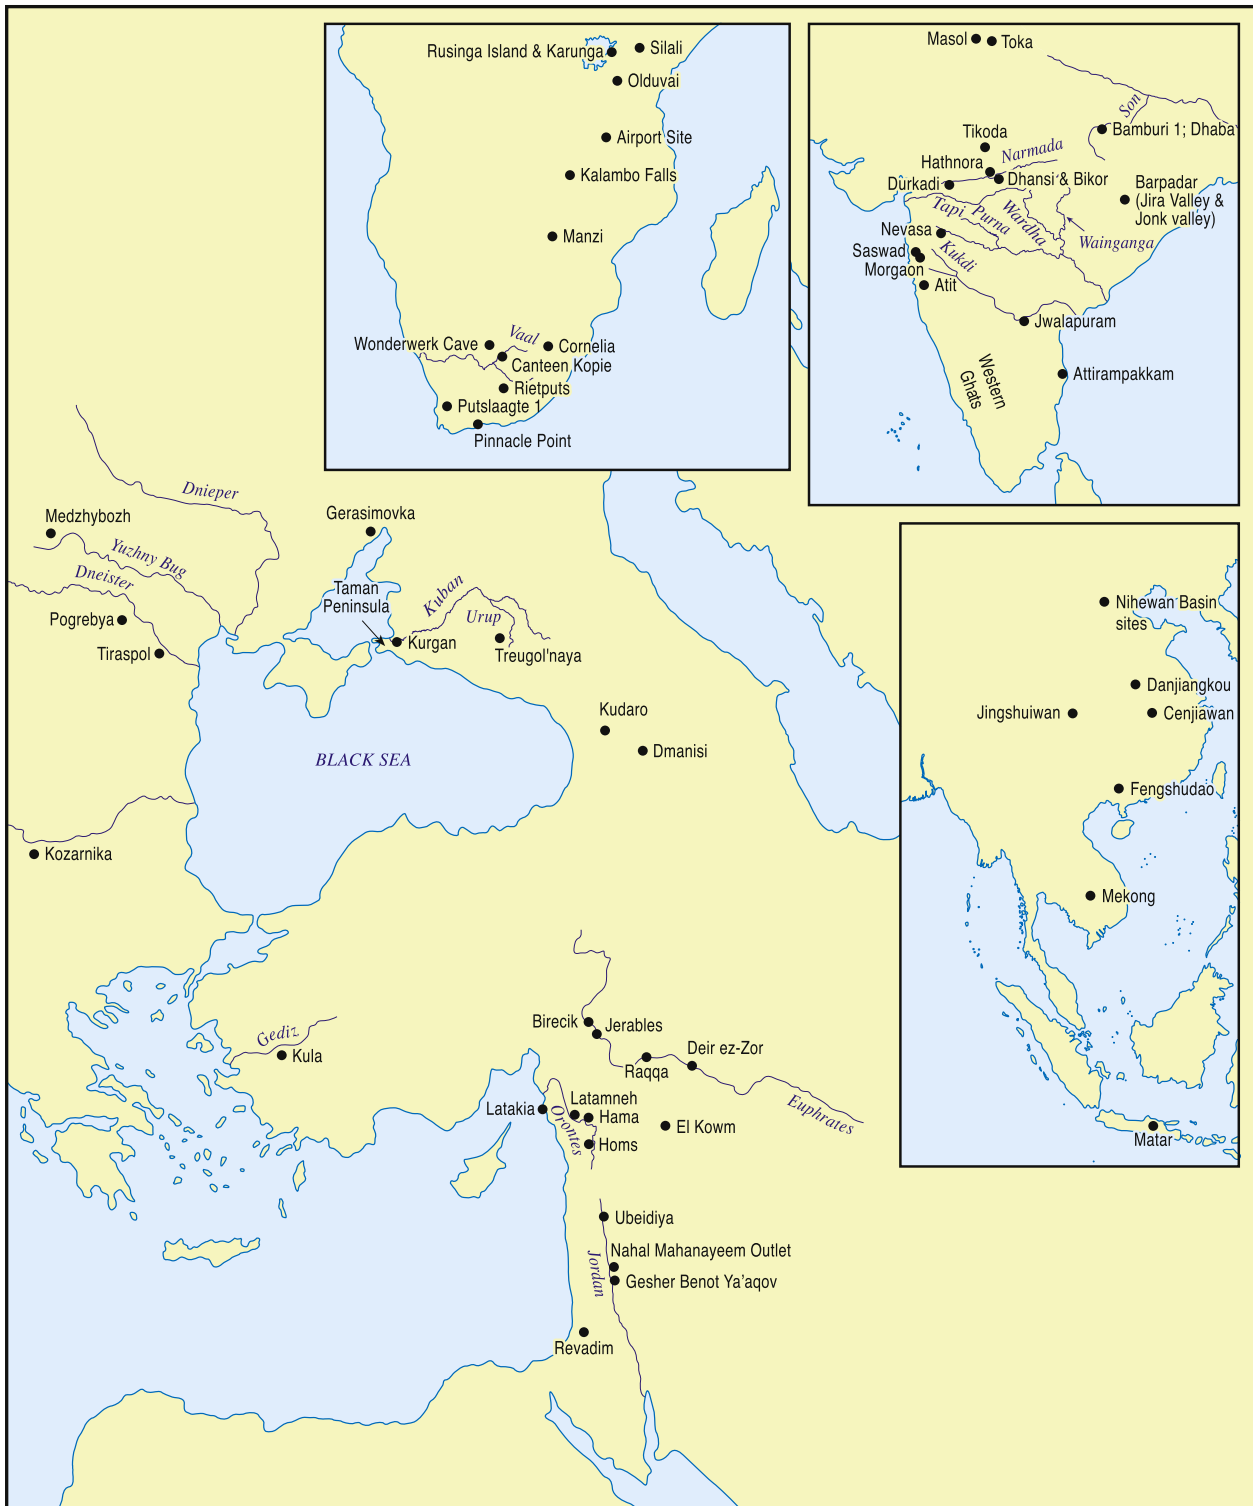 Rusinga Island & Karunga
Silali
Olduvai
Airport Site
Kalambo Falls
Manzi
Vaal
Wonderwerk Cave
Cornelia
Canteen Kopie
Rietputs
Putslaagte 1
Pinnacle Point
Masol
Toka
Son
Bamburi 1; Dhaba
Tikoda
Narmada
Hathnora
Dhansi & Bikor
Durkadi
Barpadar
(Jira Valley &
Jonk valley)
Tapi
Purna
Wardha
Wainganga
Nevasa
Saswad
Kukdi
Morgaon
Atit
Jwalapuram
Western
Ghats
Attirampakkam
Dnieper
Medzhybozh
Yuzhny Bug
Dneister
Pogrebya
Tiraspol
Gerasimovka
Taman
Peninsula
Kuban
Urup
Kurgan
Treugol'naya
Kudaro
Dmanisi
BLACK SEA
Kozarnika
Nihewan Basin
sites
Danjiangkou
Jingshuiwan
Cenjiawan
Fengshudao
Mekong
Matar
Gediz
Kula
Birecik
Jerables
Deir ez-Zor
Raqqa
Euphrates
Latamneh
Latakia
Hama
Orontes
El Kowm
Homs
Ubeidiya
Nahal Mahanayeem Outlet
Jordan
Gesher Benot Ya'aqov
Revadim